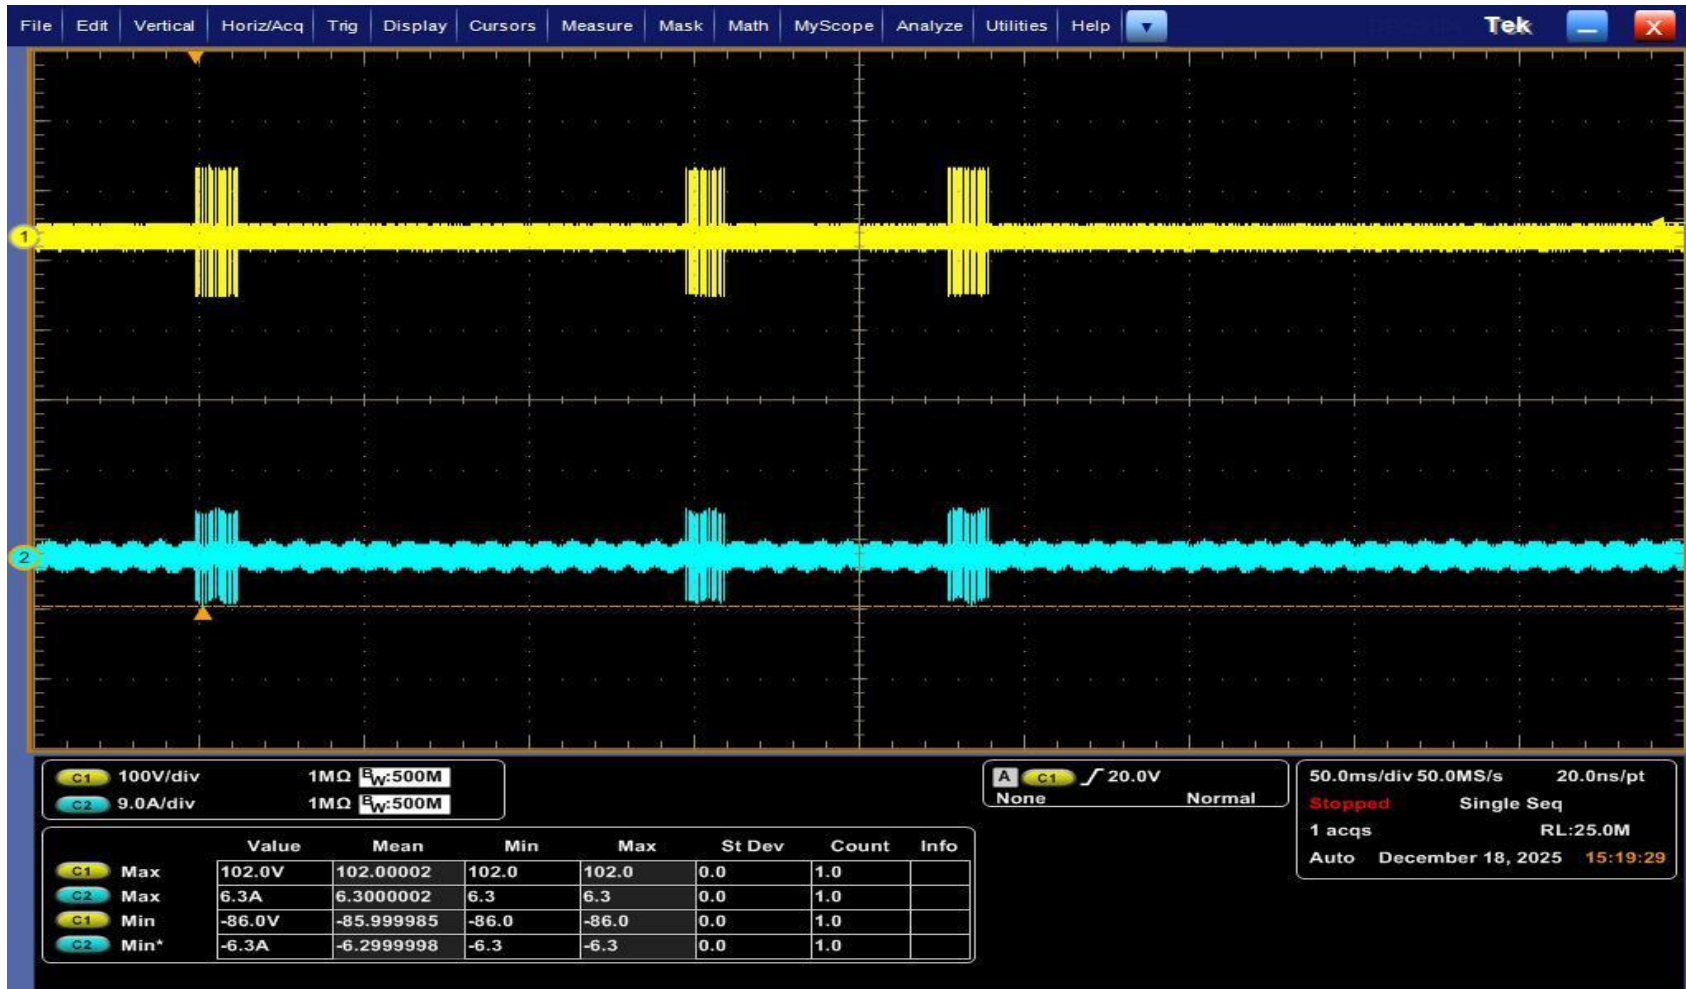 File Edit Vertical Horiz/Acq Trig Display Cursors Measure Mask Math MyScope Analyze Utilities Help Tek X
1
2
C1 100V/div 1MΩ BW:500M
C2 9.0A/div 1MΩ BW:500M
A C1 20.0V
None Normal
50.0ms/div 50.0MS/s 20.0ns/pt
Stopped Single Seq
1 acqs RL:25.0M
Auto December 18, 2025 15:19:29
Value Mean Min Max St Dev Count Info
C1 Max 102.0V 102.00002 102.0 102.0 0.0 1.0
C2 Max 6.3A 6.3000002 6.3 6.3 0.0 1.0
C1 Min -86.0V -85.999985 -86.0 -86.0 0.0 1.0
C2 Min* -6.3A -6.2999998 -6.3 -6.3 0.0 1.0